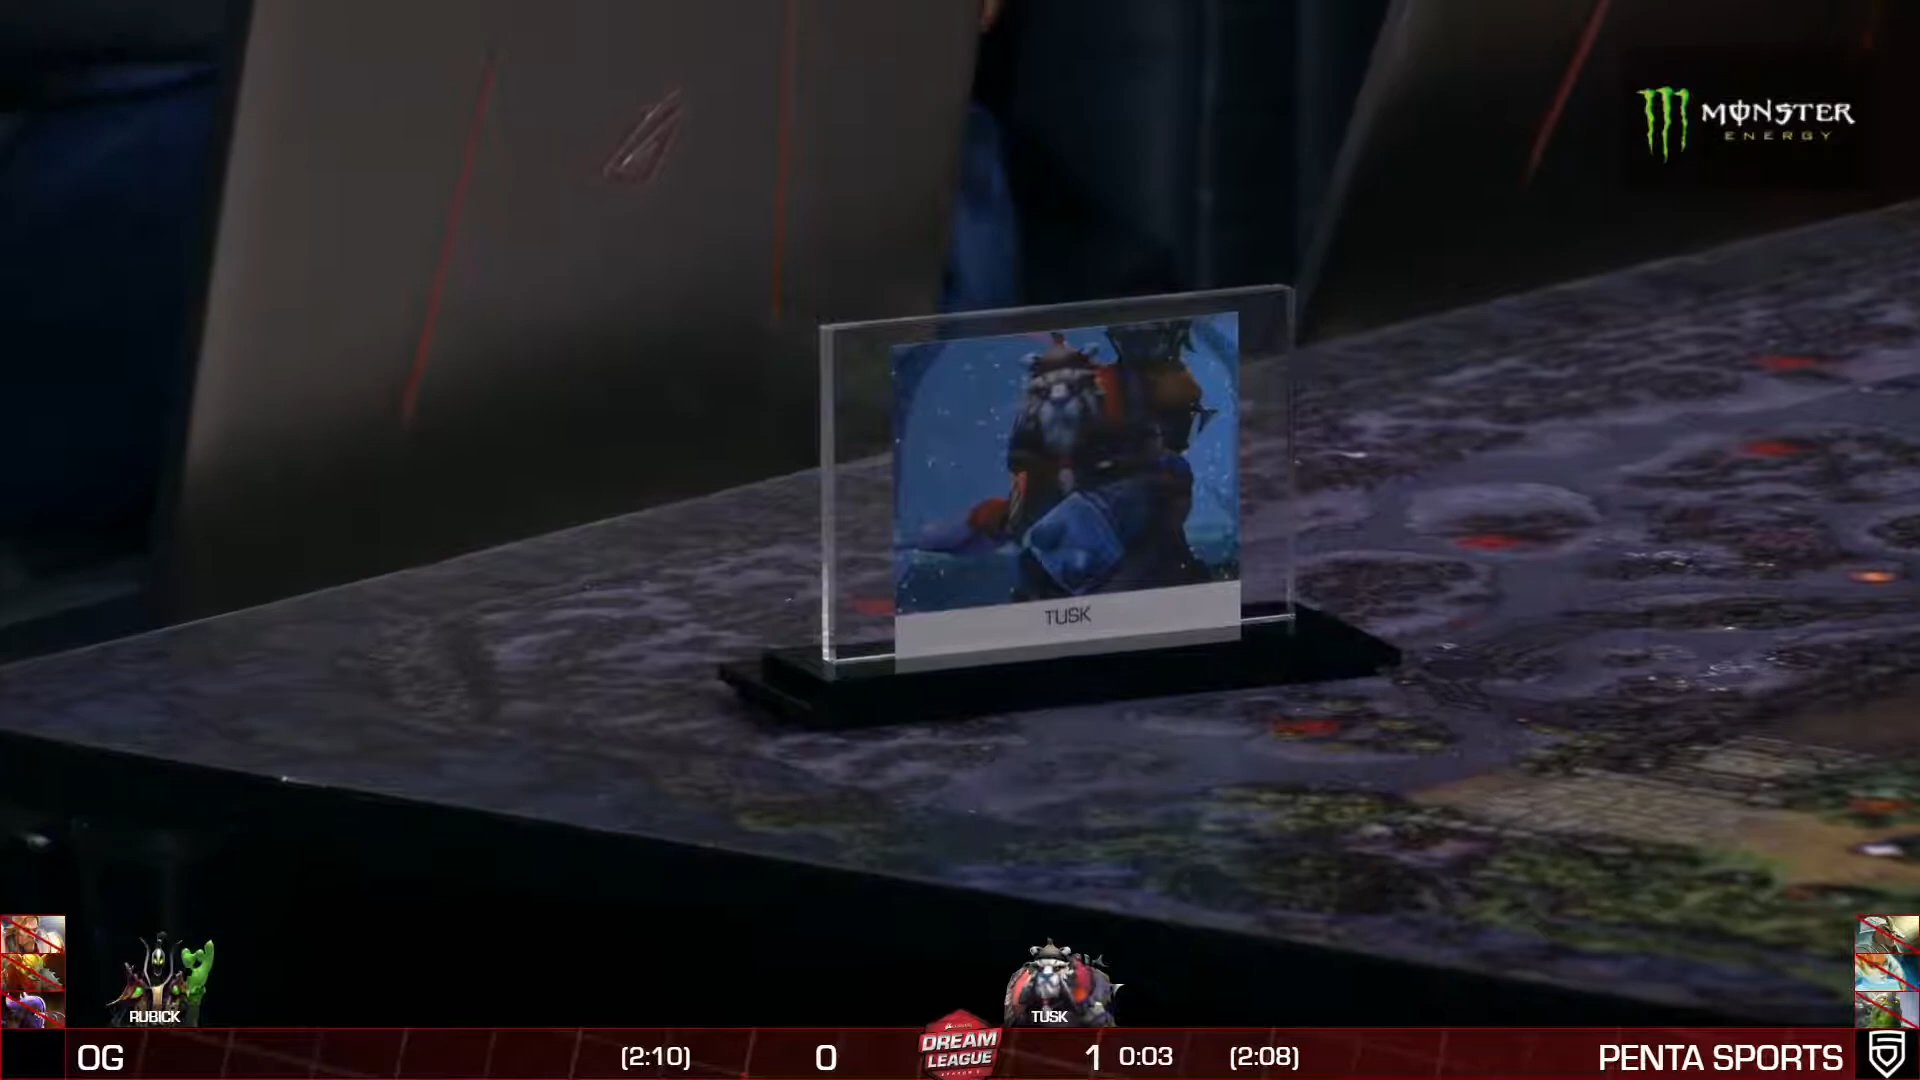 MONSTER
ENERGY
TUSK
RUBICK
TUSK
OG
(2:10)
0
DREAM
LEAGUE
1
0:03
(2:08)
PENTA SPORTS